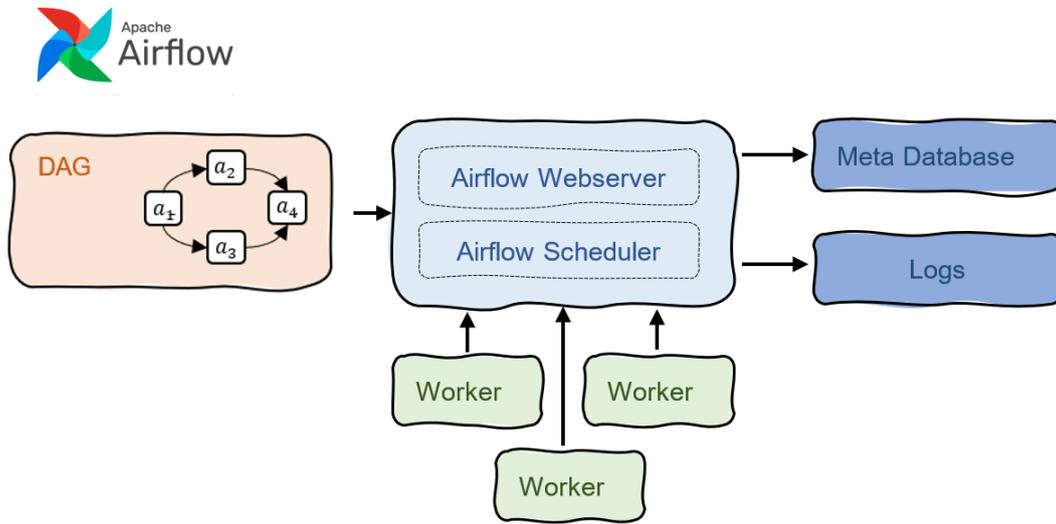 Apache
Airflow
DAG
a₂
a₁
a₄
a₃
Airflow Webserver
Airflow Scheduler
Meta Database
Logs
Worker
Worker
Worker